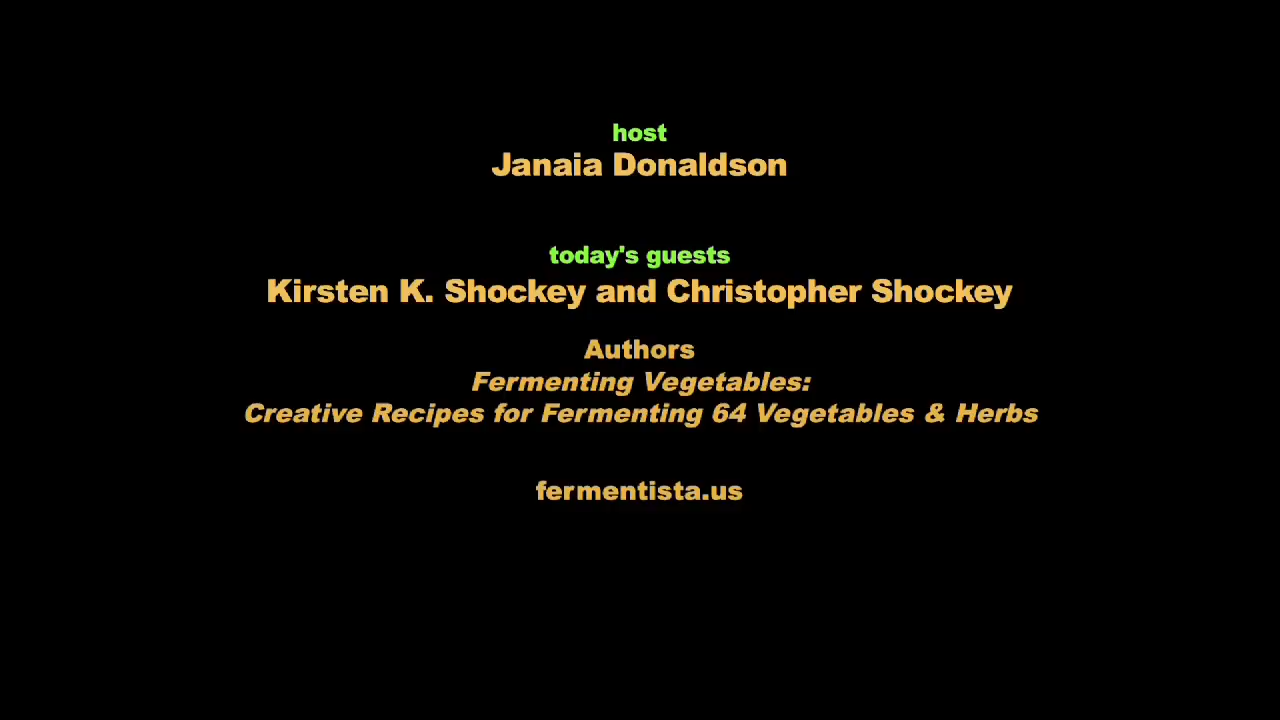 host
Janaia Donaldson
today's guests
Kirsten K. Shockey and Christopher Shockey
Authors
Fermenting Vegetables:
Creative Recipes for Fermenting 64 Vegetables & Herbs
fermentista.us